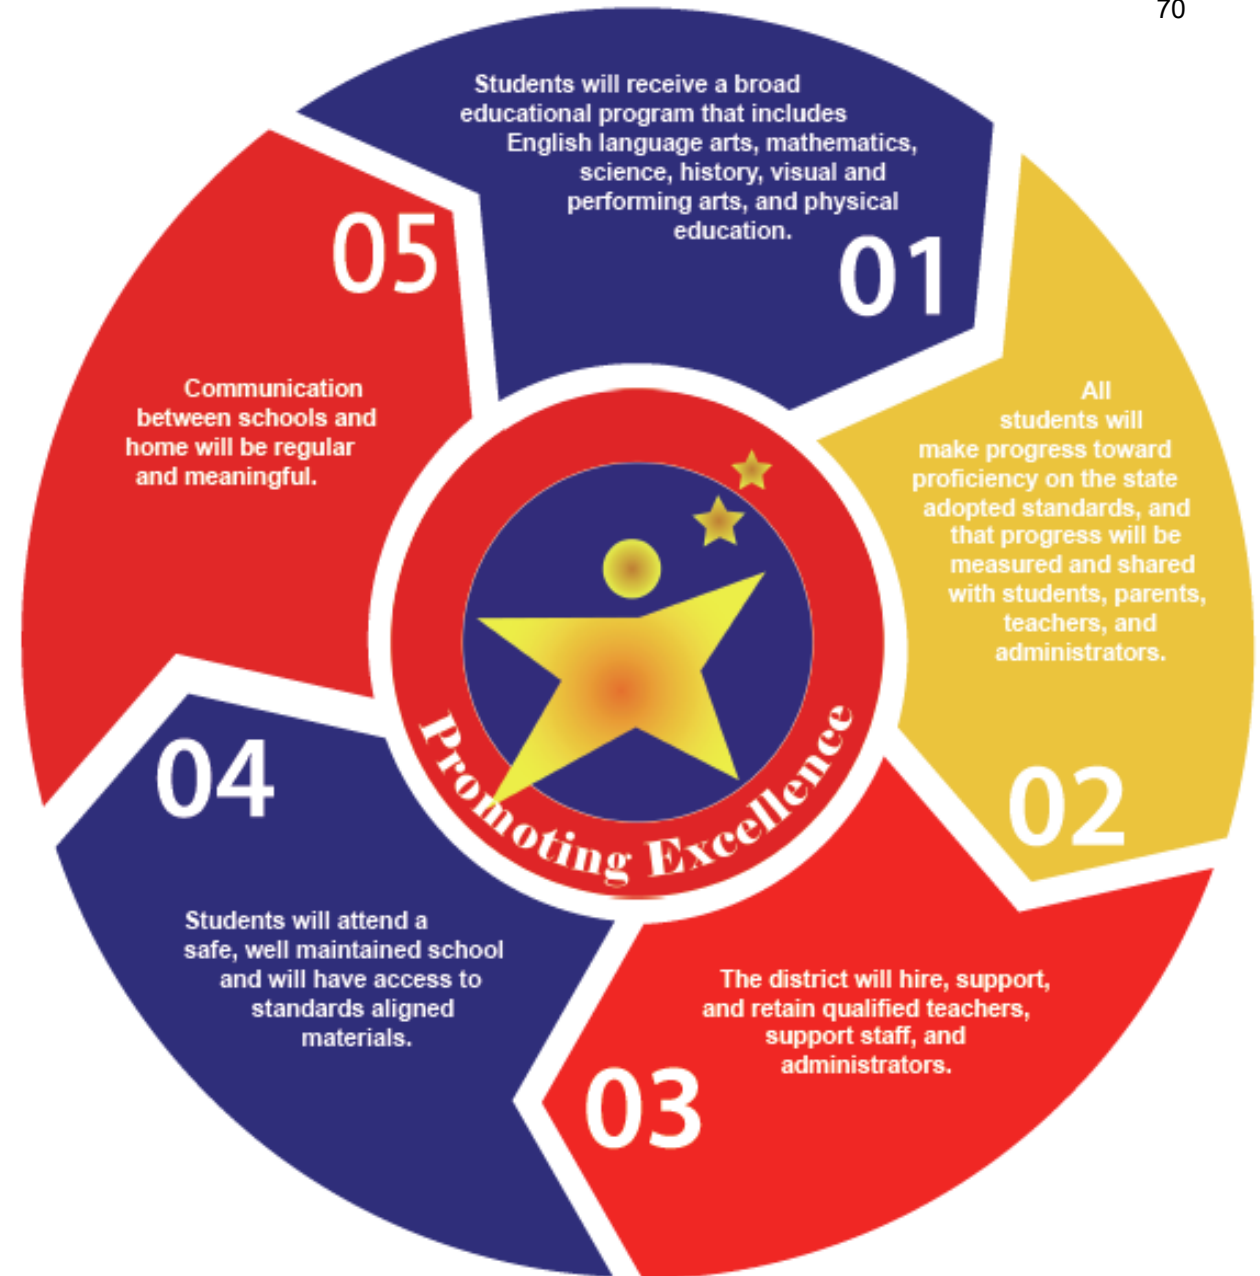 70
Students will receive a broad
educational program that includes
English language arts, mathematics,
science, history, visual and
performing arts, and physical
education.
01
All
students will
make progress toward
proficiency on the state
adopted standards, and
that progress will be
measured and shared
with students, parents,
teachers, and
administrators.
02
The district will hire, support,
and retain qualified teachers,
support staff, and
administrators.
03
04
Students will attend a
safe, well maintained school
and will have access to
standards aligned
materials.
05
Communication
between schools and
home will be regular
and meaningful.
Promoting Excellence